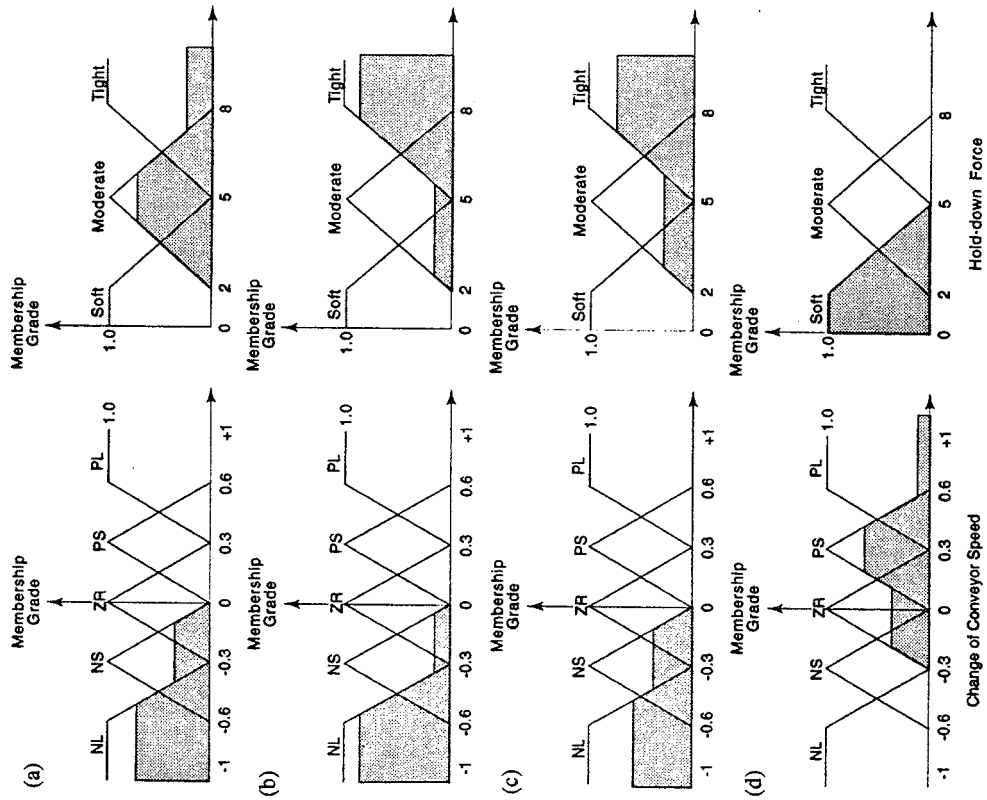 (a)
Membership
Grade
NL
NS
ZR
PS
PL
1.0
-1
-0.6
-0.3
0
0.3
0.6
+1
Membership
Grade
1.0
Soft
Moderate
Tight
0
2
5
8
(b)
Membership
Grade
NL
NS
ZR
PS
PL
1.0
-1
-0.6
-0.3
0
0.3
0.6
+1
Membership
Grade
1.0
Soft
Moderate
Tight
0
2
5
8
(c)
Membership
Grade
NL
NS
ZR
PS
PL
1.0
-1
-0.6
-0.3
0
0.3
0.6
+1
Membership
Grade
1.0
Soft
Moderate
Tight
0
2
5
8
(d)
Membership
Grade
NL
NS
ZR
PS
PL
1.0
-1
-0.6
-0.3
0
0.3
0.6
+1
Change of Conveyor Speed
Membership
Grade
1.0
Soft
Moderate
Tight
0
2
5
8
Hold-down Force